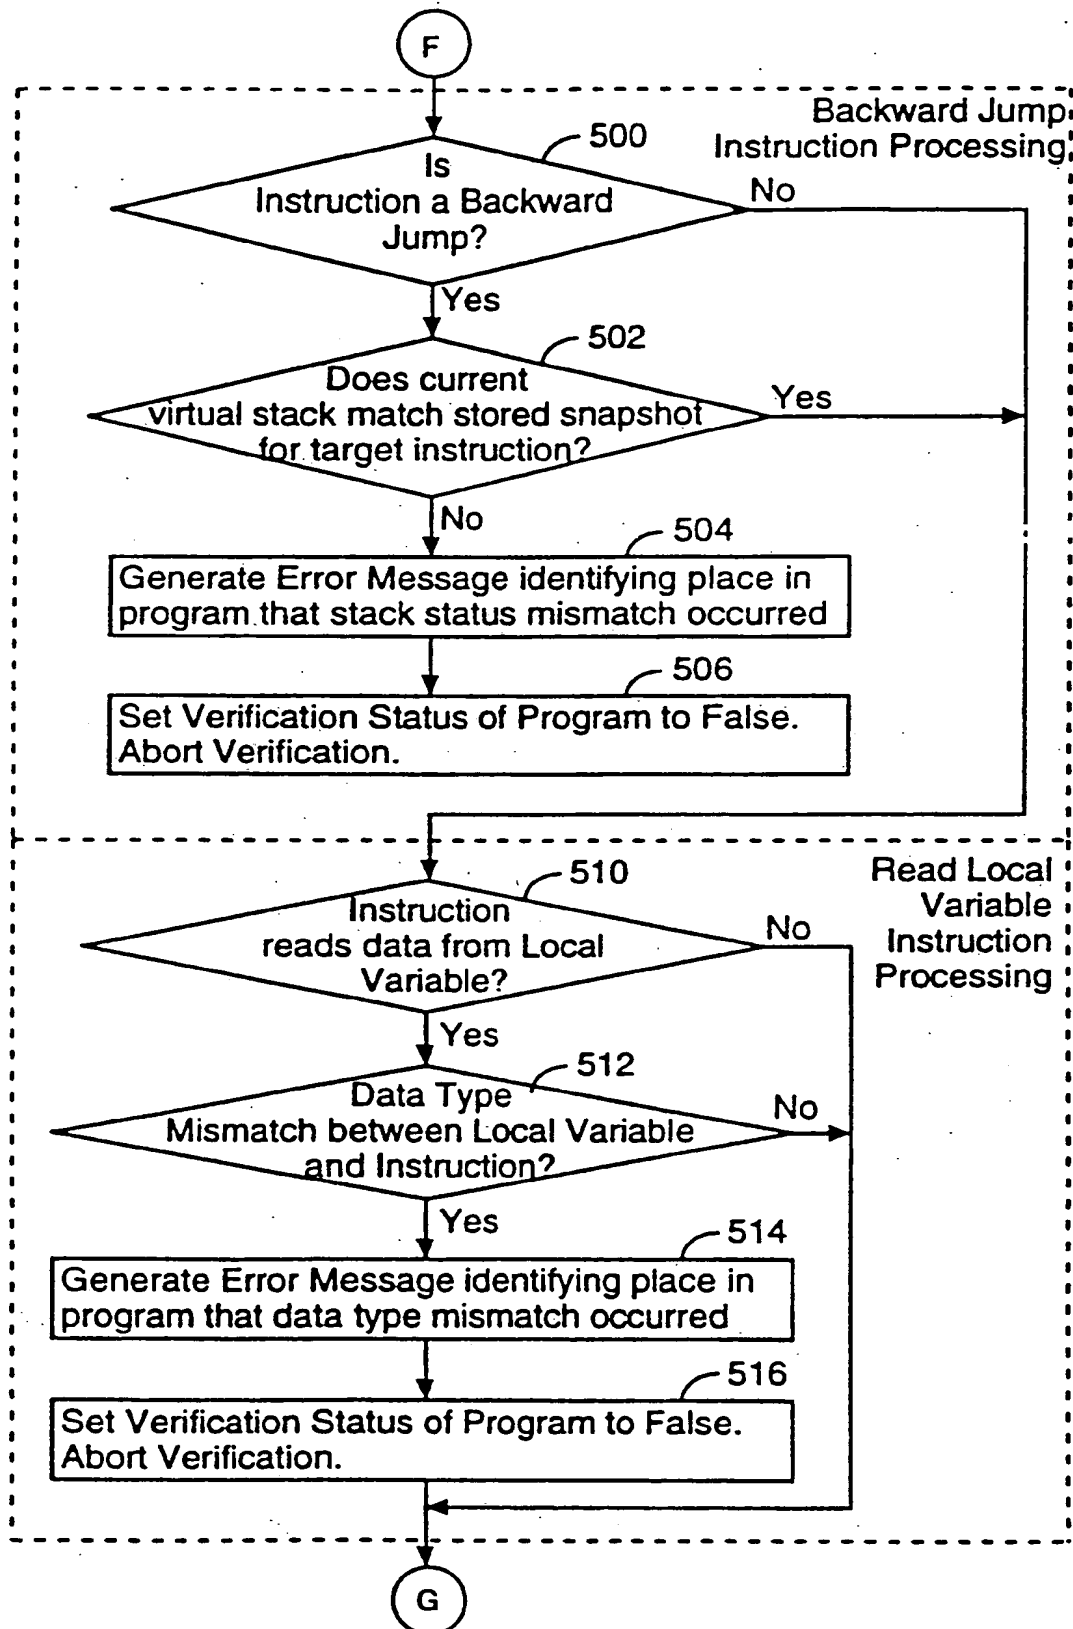 F
Backward Jump
Instruction Processing
500
Is
Instruction a Backward
Jump?
No
Yes
502
Does current
virtual stack match stored snapshot
for target instruction?
Yes
No
504
Generate Error Message identifying place in
program that stack status mismatch occurred
506
Set Verification Status of Program to False.
Abort Verification.
510
Read Local
Variable
Instruction
Processing
Instruction
reads data from Local
Variable?
No
Yes
512
Data Type
Mismatch between Local Variable
and Instruction?
No
Yes
514
Generate Error Message identifying place in
program that data type mismatch occurred
516
Set Verification Status of Program to False.
Abort Verification.
G